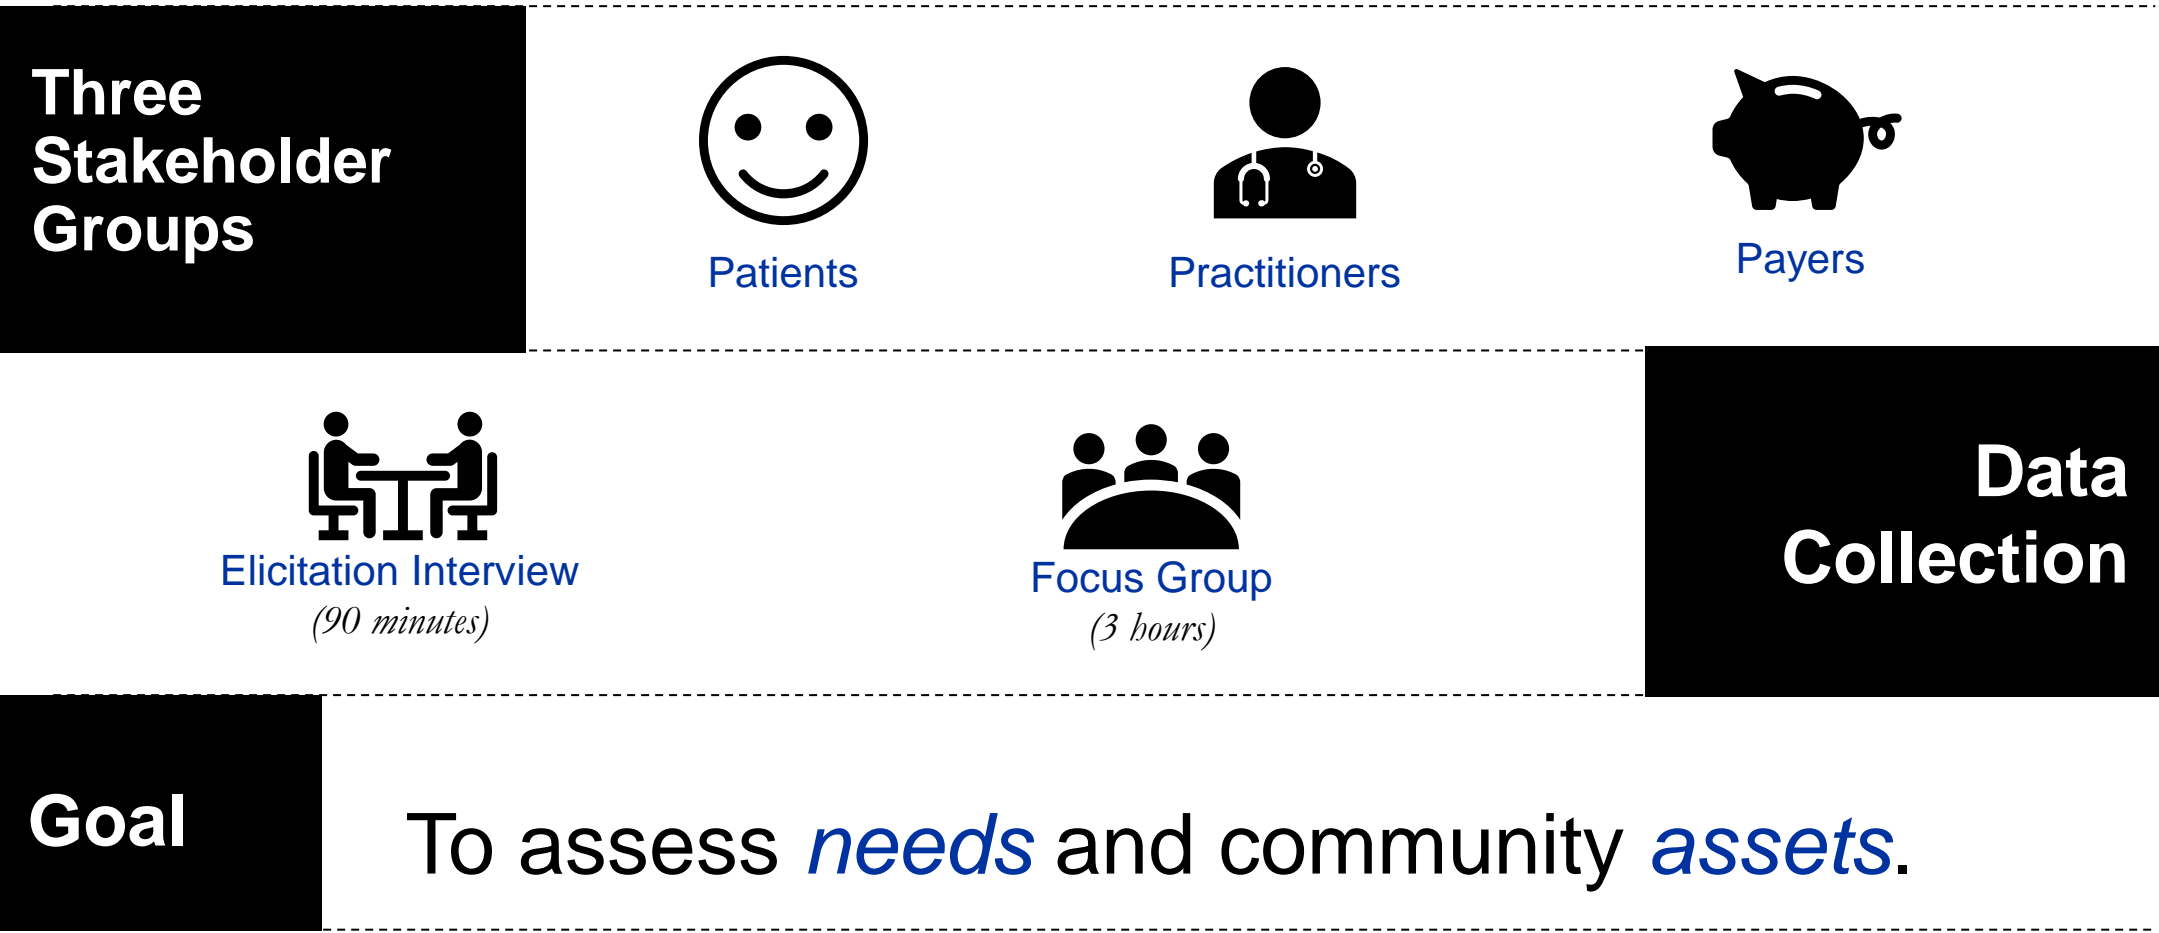 Three
Stakeholder
Groups
Patients
Practitioners
Payers
Elicitation Interview
(90 minutes)
Focus Group
(3 hours)
Data
Collection
Goal
To assess needs and community assets.